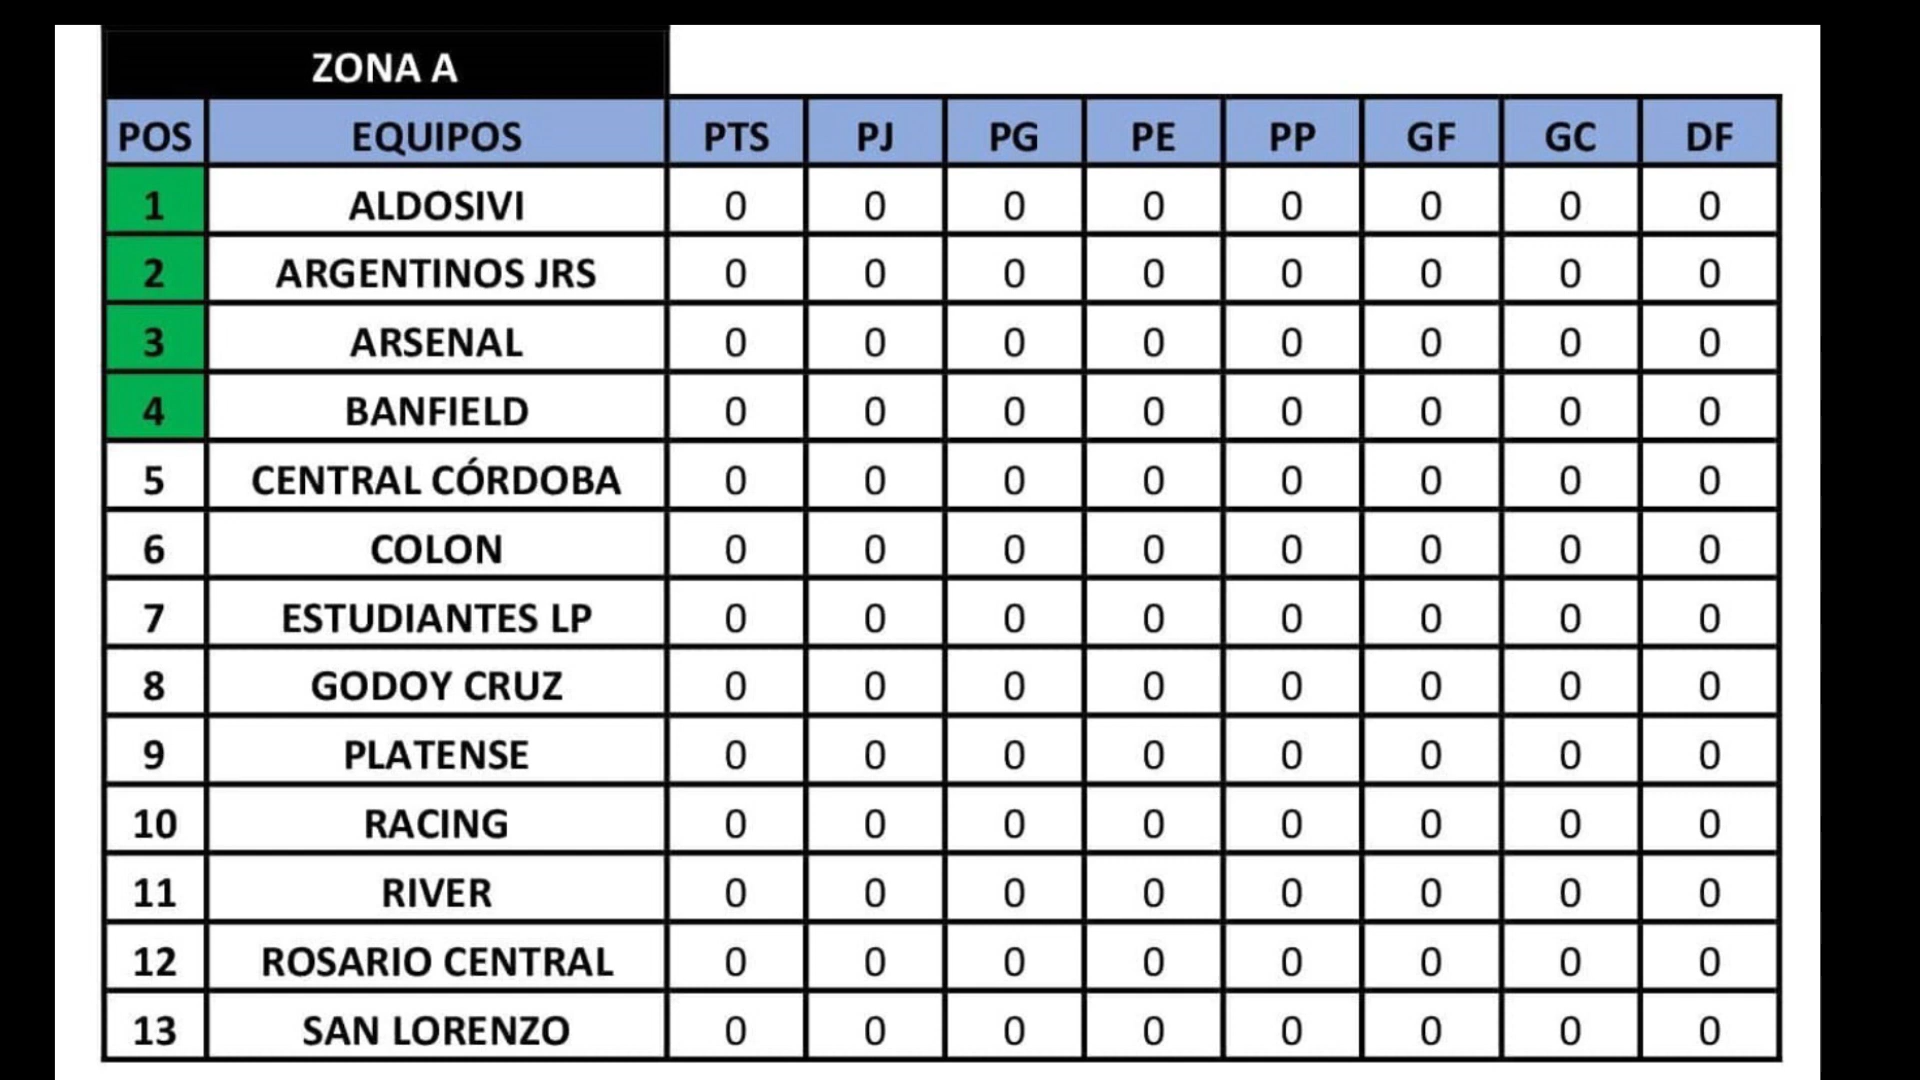 ZONA A
POS EQUIPOS PTS PJ PG PE PP GF GC DF
1 ALDOSIVI 0 0 0 0 0 0 0 0
2 ARGENTINOS JRS 0 0 0 0 0 0 0 0
3 ARSENAL 0 0 0 0 0 0 0 0
4 BANFIELD 0 0 0 0 0 0 0 0
5 CENTRAL CÓRDOBA 0 0 0 0 0 0 0 0
6 COLON 0 0 0 0 0 0 0 0
7 ESTUDIANTES LP 0 0 0 0 0 0 0 0
8 GODOY CRUZ 0 0 0 0 0 0 0 0
9 PLATENSE 0 0 0 0 0 0 0 0
10 RACING 0 0 0 0 0 0 0 0
11 RIVER 0 0 0 0 0 0 0 0
12 ROSARIO CENTRAL 0 0 0 0 0 0 0 0
13 SAN LORENZO 0 0 0 0 0 0 0 0